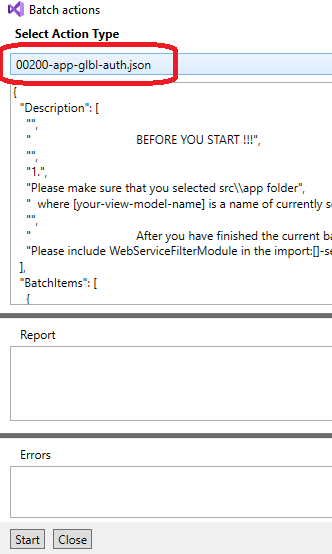 Batch actions
Select Action Type
00200-app-glbl-auth.json
{
"Description": [
"",
" BEFORE YOU START !!!",
"",
"1.",
"Please make sure that you selected src\\app folder",
" where [your-view-model-name] is a name of currently s
"",
" After you have finished the current ba
"Please include WebServiceFilterModule in the import:[]-se
],
"BatchItems": [
{
Report
Errors
Start Close